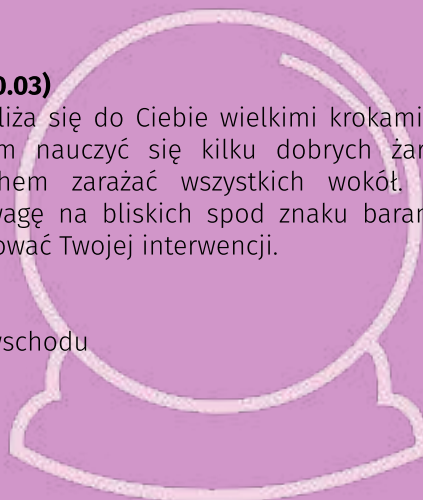 0.03)
liża się do Ciebie wielkimi krokami
m nauczyć się kilku dobrych żar
hem zarażać wszystkich wokół.
wagę na bliskich spod znaku baran
ować Twojej interwencji.
wschodu